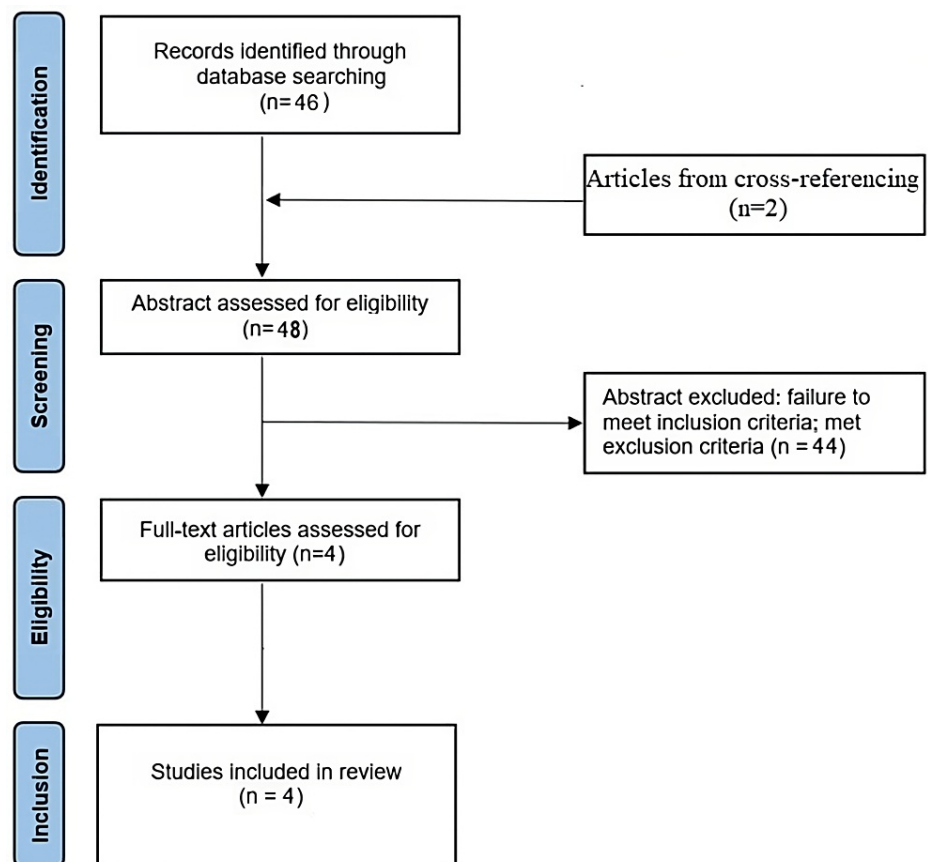 Identification
Records identified through
database searching
(n=46 )
Articles from cross-referencing
(n=2)
Screening
Abstract assessed for eligibility
(n=48)
Abstract excluded: failure to
meet inclusion criteria; met
exclusion criteria (n = 44)
Eligibility
Full-text articles assessed for
eligibility (n=4)
Inclusion
Studies included in review
(n = 4)